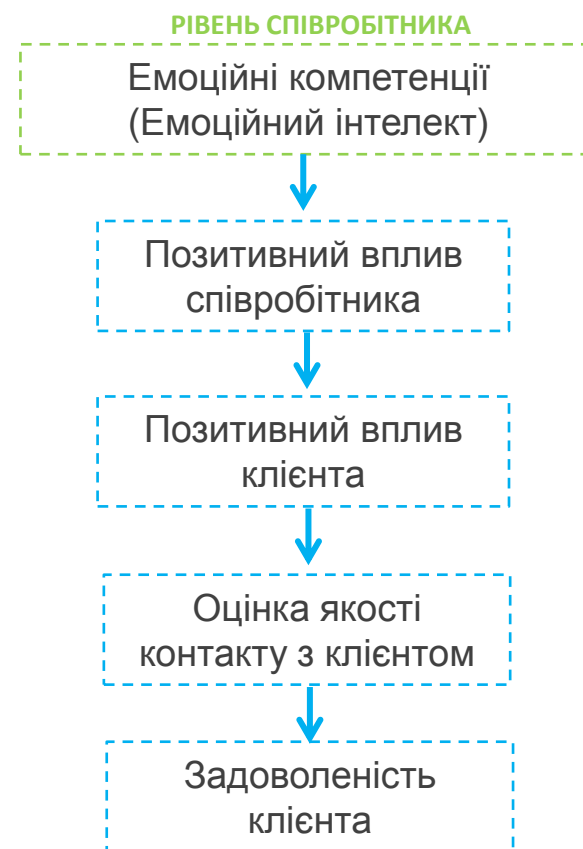 РІВЕНЬ СПІВРОБІТНИКА
Емоційні компетенції
(Емоційний інтелект)
Позитивний вплив
співробітника
Позитивний вплив
клієнта
Оцінка якості
контакту з клієнтом
Задоволеність
клієнта